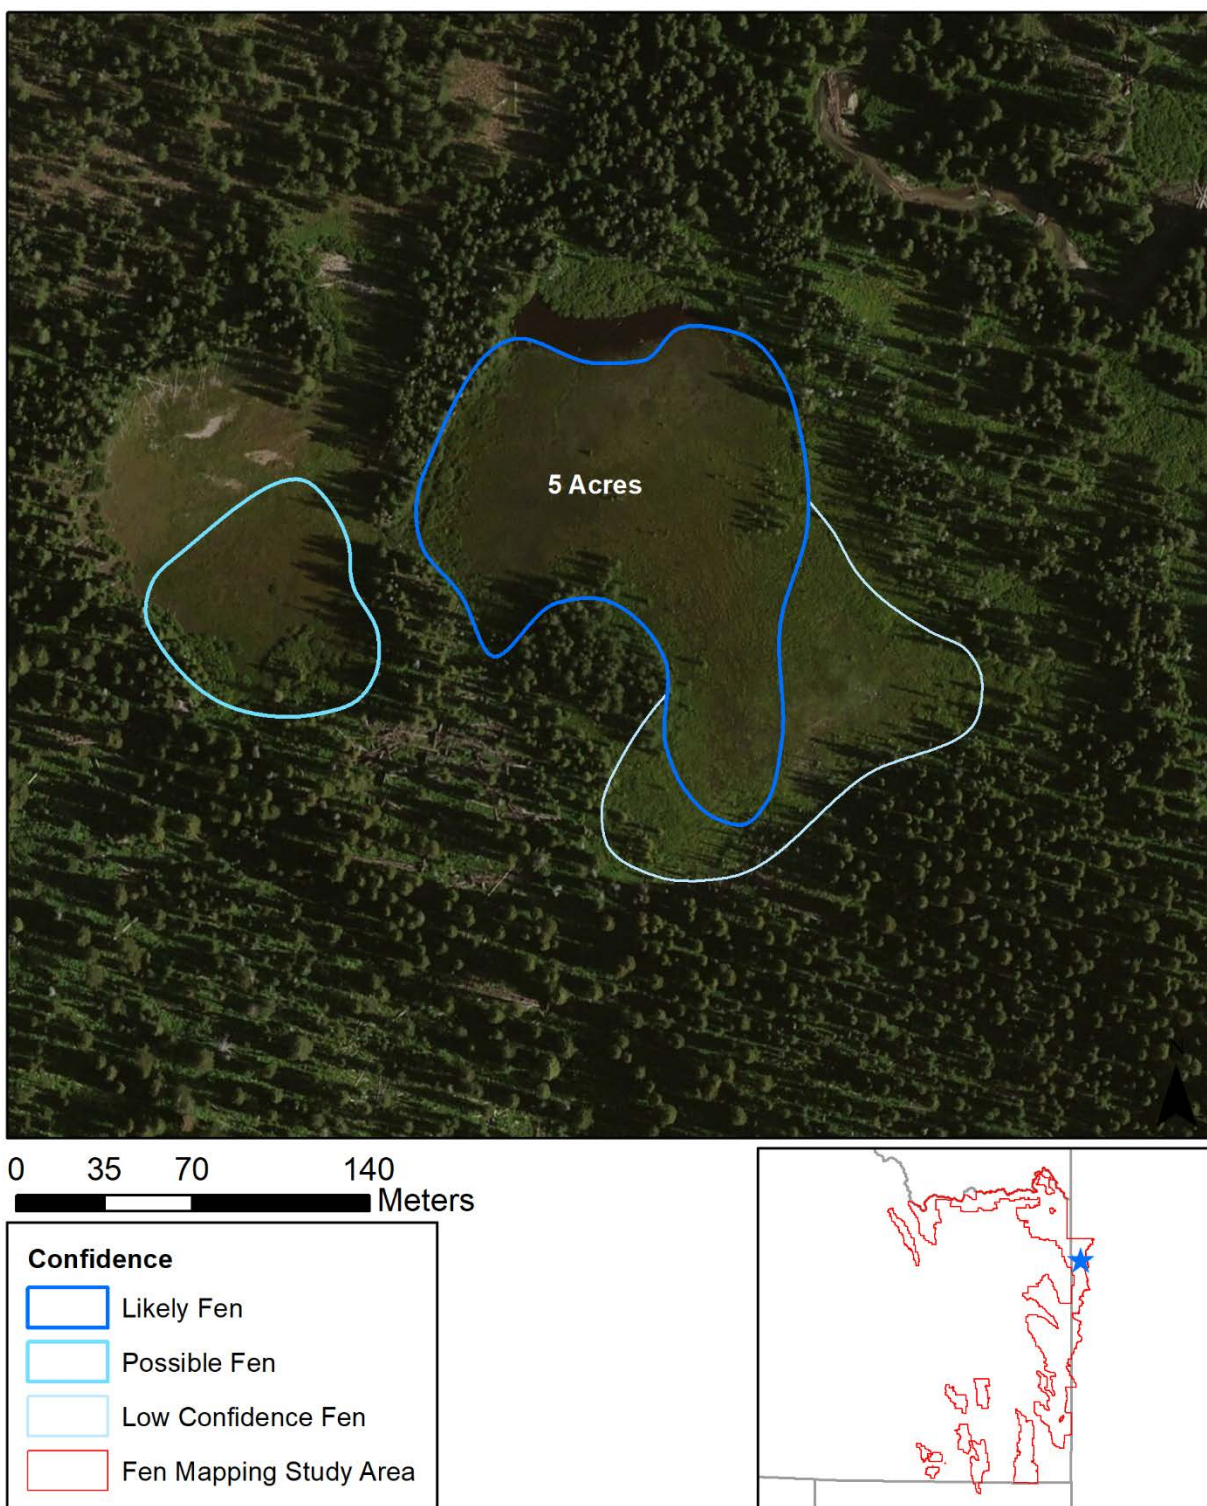 5 Acres
N
0 35 70 140
Meters
Confidence
Likely Fen
Possible Fen
Low Confidence Fen
Fen Mapping Study Area